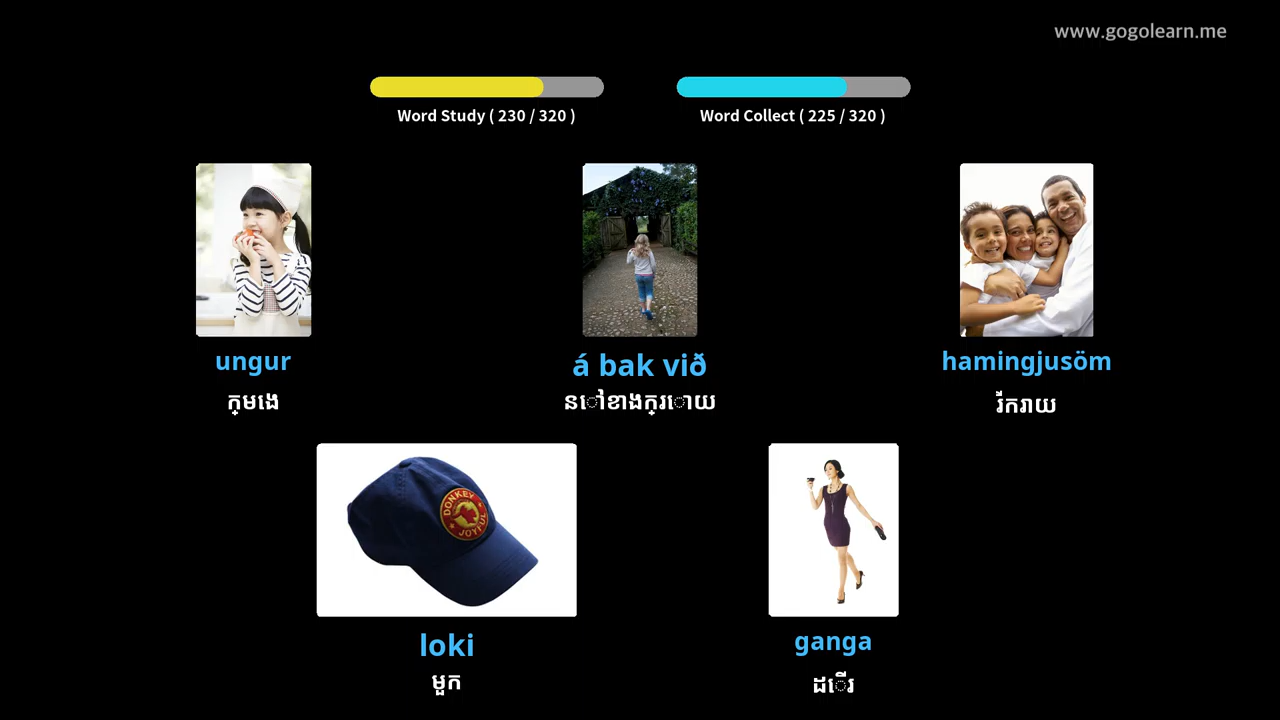 www.gogolearn.me
Word Study ( 230 / 320 )
Word Collect ( 225 / 320 )
ungur
ក្មេង
á bak við
នៅខាងក្រោយ
hamingjusöm
រីករាយ
DONKEY
JOYFUL
loki
មួក
ganga
ដើរ